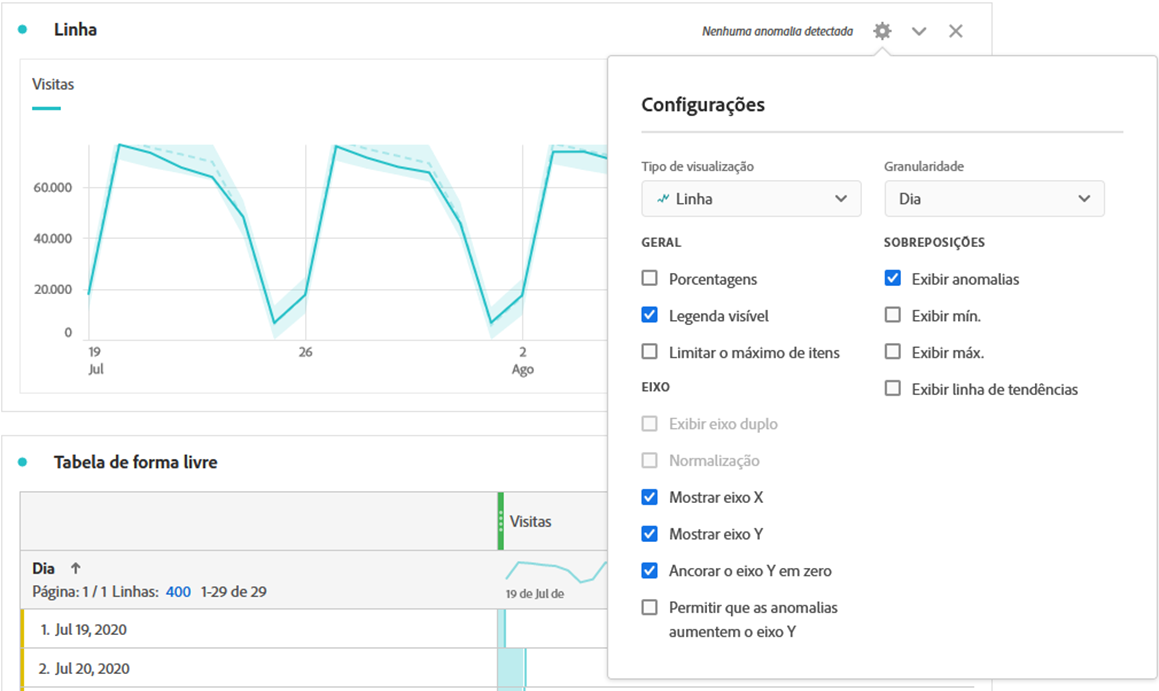 Linha
Nenhuma anomalia detectada
Visitas
60.000
40.000
20.000
0
19
Jul
26
2
Ago
Configurações
Tipo de visualização
Granularidade
Linha
Dia
GERAL
SOBREPOSIÇÕES
Porcentagens
Exibir anomalias
Legenda visível
Exibir mín.
Limitar o máximo de itens
Exibir máx.
EIXO
Exibir linha de tendências
Exibir eixo duplo
Normalização
Mostrar eixo X
Mostrar eixo Y
Ancorar o eixo Y em zero
Permitir que as anomalias
aumentem o eixo Y
Tabela de forma livre
Visitas
Dia ↑
Página: 1 / 1 Linhas: 400 1-29 de 29
19 de Jul de
1. Jul 19, 2020
2. Jul 20, 2020